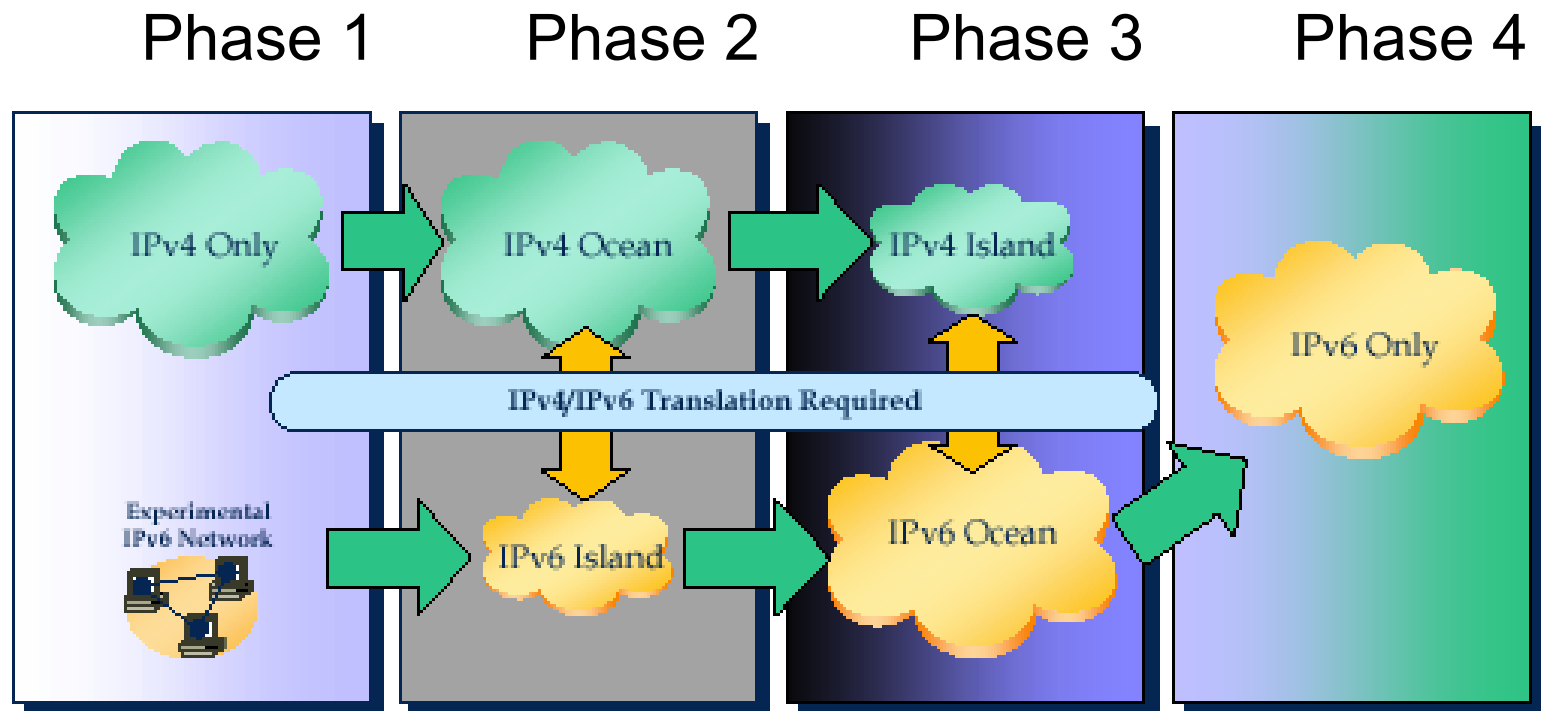 Phase 1
Phase 2
Phase 3
Phase 4
IPv4 Only
IPv4 Ocean
IPv4 Island
IPv6 Only
IPv4/IPv6 Translation Required
Experimental
IPv6 Network
IPv6 Island
IPv6 Ocean